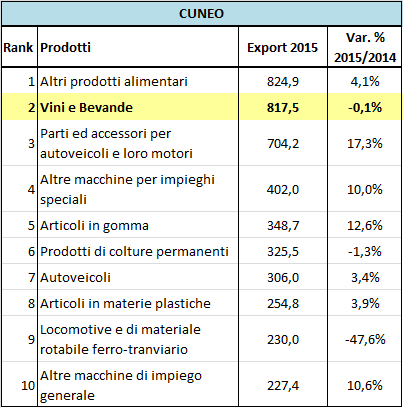 CUNEO
Rank Prodotti Export 2015 Var. % 2015/2014
1 Altri prodotti alimentari 824,9 4,1%
2 Vini e Bevande 817,5 -0,1%
3 Parti ed accessori per autoveicoli e loro motori 704,2 17,3%
4 Altre macchine per impieghi speciali 402,0 10,0%
5 Articoli in gomma 348,7 12,6%
6 Prodotti di colture permanenti 325,5 -1,3%
7 Autoveicoli 306,0 3,4%
8 Articoli in materie plastiche 254,8 3,9%
9 Locomotive e di materiale rotabile ferro-tranviario 230,0 -47,6%
10 Altre macchine di impiego generale 227,4 10,6%